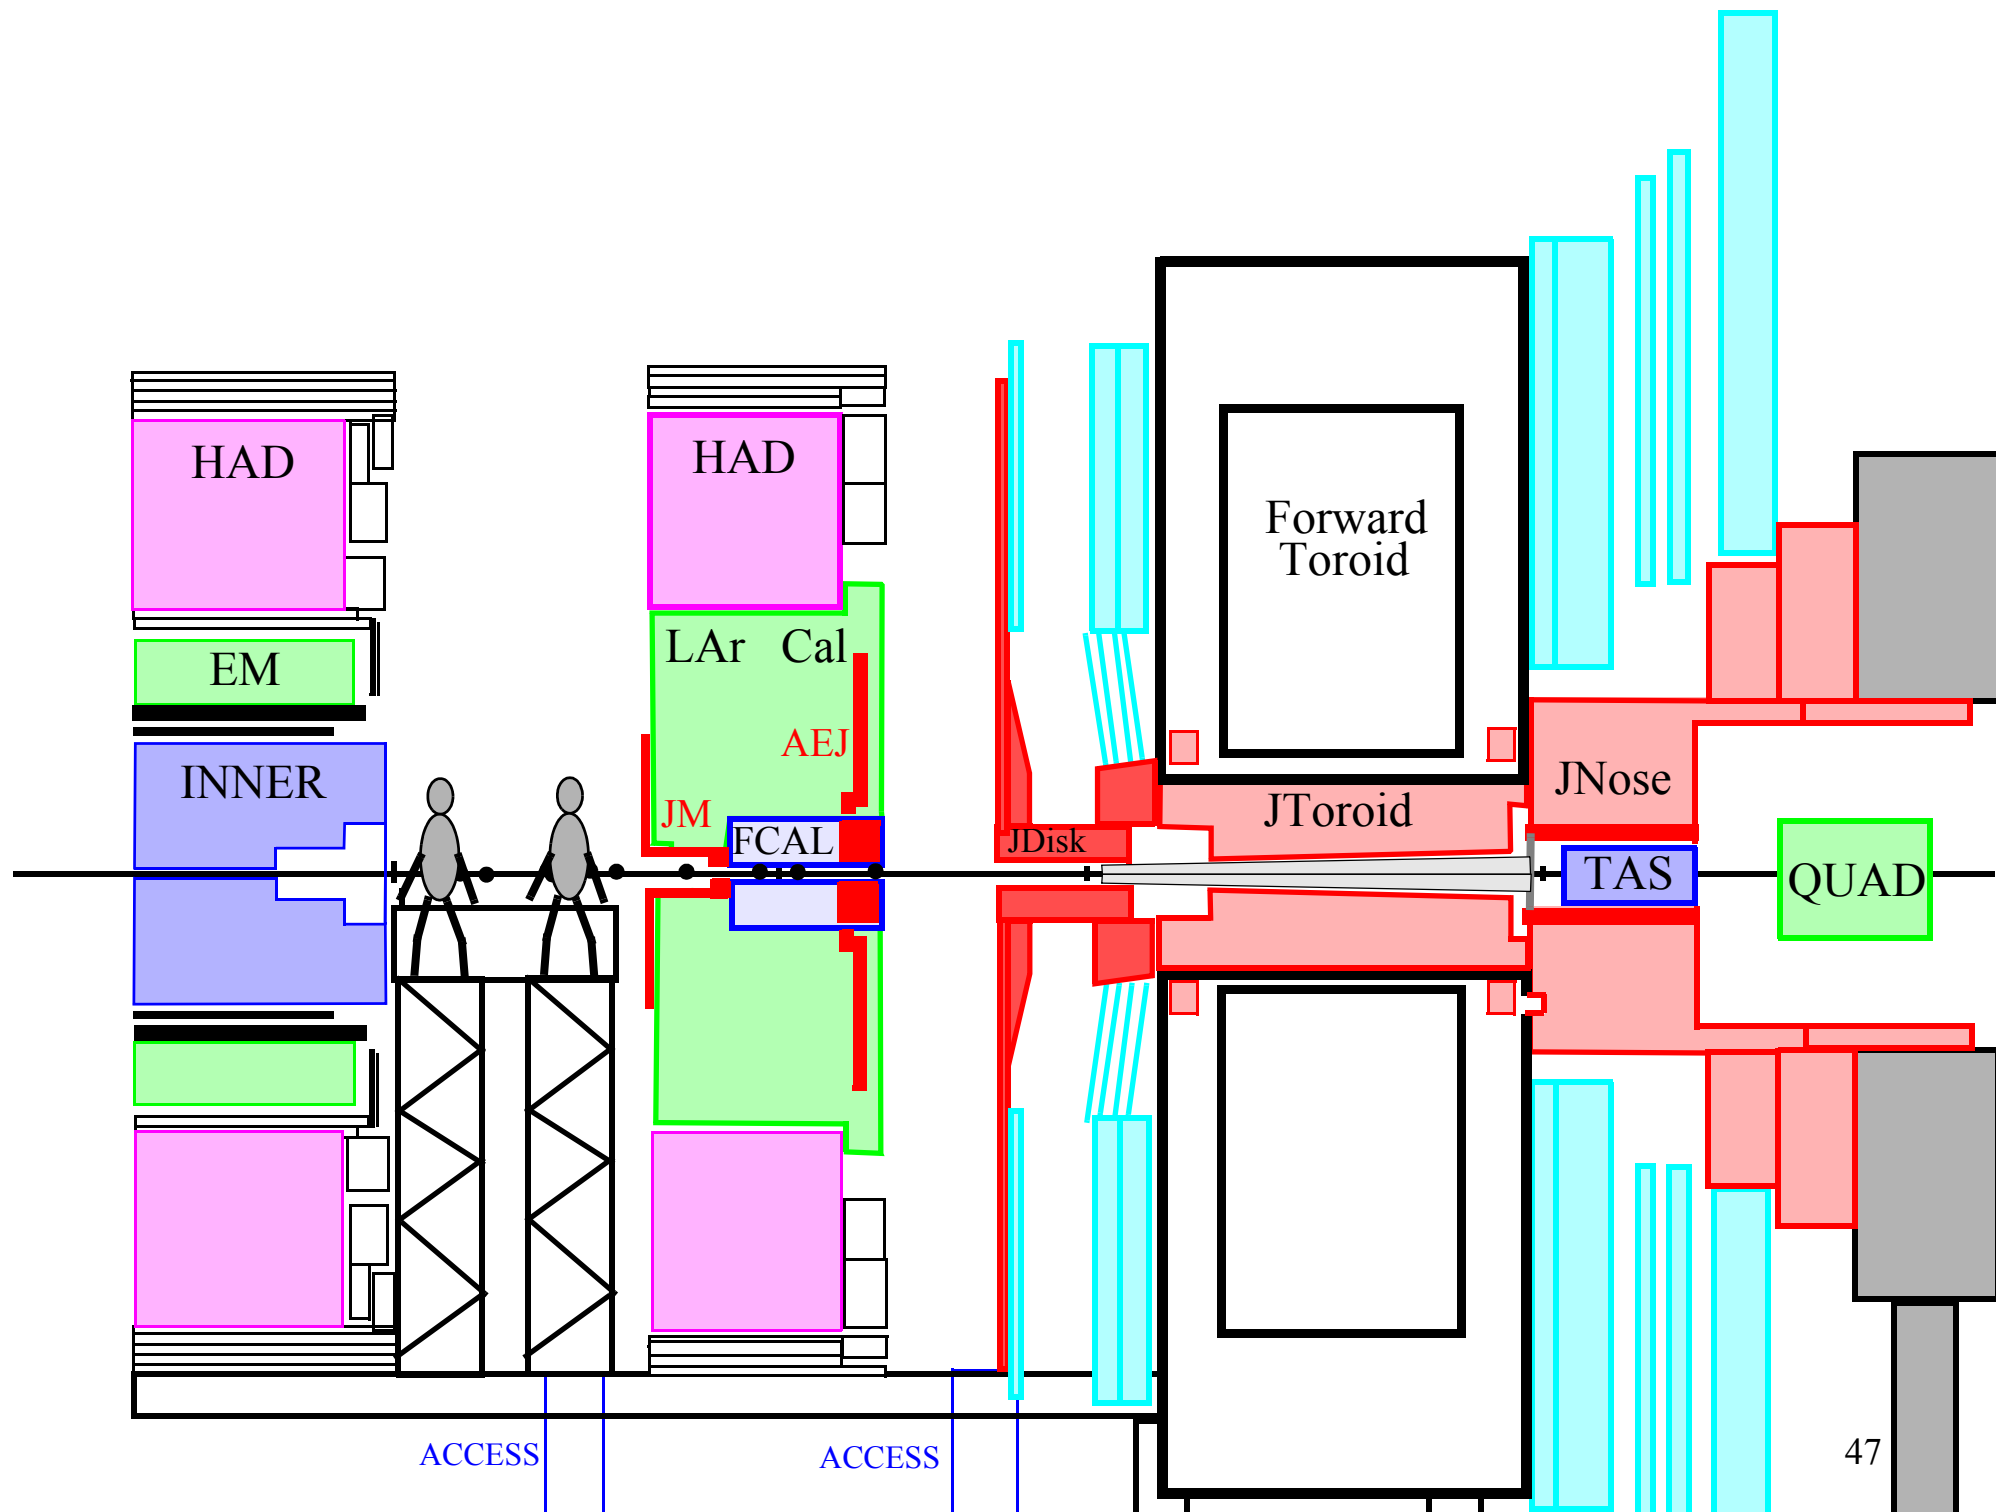 HAD
HAD
Forward
Toroid
EM
LAr Cal
AEJ
INNER
JM
FCAL
JDisk
JToroid
JNose
TAS
QUAD
ACCESS
ACCESS
47